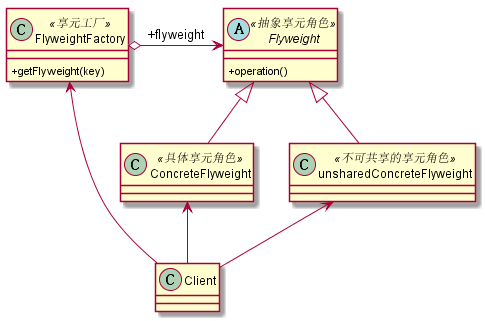 C
«享元工厂»
FlyweightFactory
+getFlyweight(key)
+flyweight
A
«抽象享元角色»
Flyweight
+operation()
C
«具体享元角色»
ConcreteFlyweight
C
«不可共享的享元角色»
unsharedConcreteFlyweight
C
Client